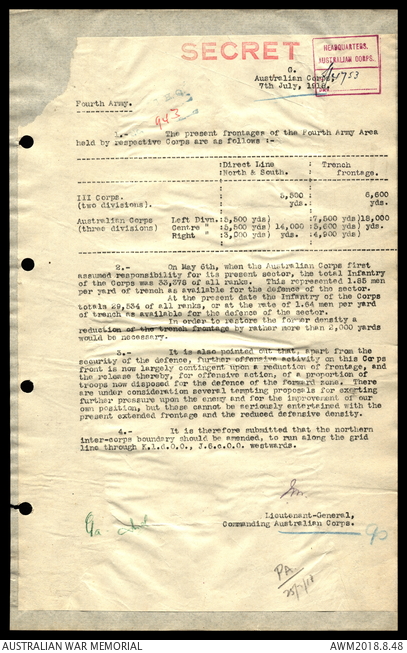 SECRET
HEADQUARTERS,
AUSTRALIAN CORPS.
G.
Australian Corps,
7th July, 1918.
Fourth Army.
943
1.- The present frontages of the Fourth Army Area
held by respective Corps are as follows :-
:Direct Line : Trench
:North & South. : frontage.
III Corps. 5,800 : 8,600
(two divisions). yds. : yds.
Australian Corps Left Divn.:5,500 yds) :7,500 yds)18,000
(three divisions) Centre " :5,500 yds) 14,000 :5,600 yds) yds.
Right " :3,000 yds) yds. :4,900 yds)
2.- On May 6th, when the Australian Corps first
assumed responsibility for its present sector, the total Infantry
of the Corps was 33,378 of all ranks. This represented 1.85 men
per yard of trench as available for the defence of the sector.
At the present date the Infantry of the Corps
totals 29,534 of all ranks, or at the rate of 1.64 men per yard
of trench as available for the defence of the sector.
In order to restore the former density a
reduction of the trench frontage by rather more than 2,000 yards
would be necessary.
3.- It is also pointed out that, apart from the
security of the defence, further offensive activity on this Corps
front is now largely contingent upon a reduction of frontage, and
the release thereby, for offensive action, of a proportion of
troops now disposed for the defence of the forward zone. There
are under consideration several tempting proposals for exerting
further pressure upon the enemy and for the improvement of our
own position, but these cannot be seriously entertained with the
present extended frontage and the reduced defensive density.
4.- It is therefore submitted that the northern
inter-corps boundary should be amended, to run along the grid
line through K.1.d.0.0., J.6.c.0.0. westwards.
Lieutenant-General,
Commanding Australian Corps.
PA.
25/7/18
AUSTRALIAN WAR MEMORIAL
AWM2018.8.48